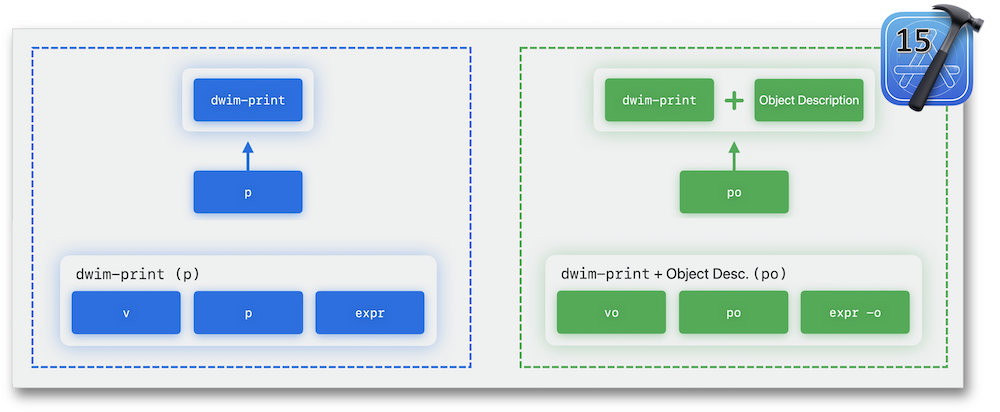 15
dwim-print
p
dwim-print (p)
v p expr
dwim-print + Object Description
po
dwim-print + Object Desc. (po)
vo po expr -o